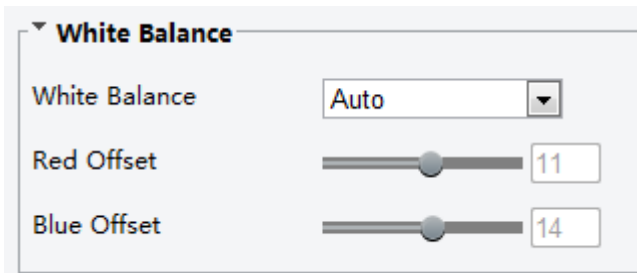 White Balance
White Balance Auto
Red Offset 11
Blue Offset 14